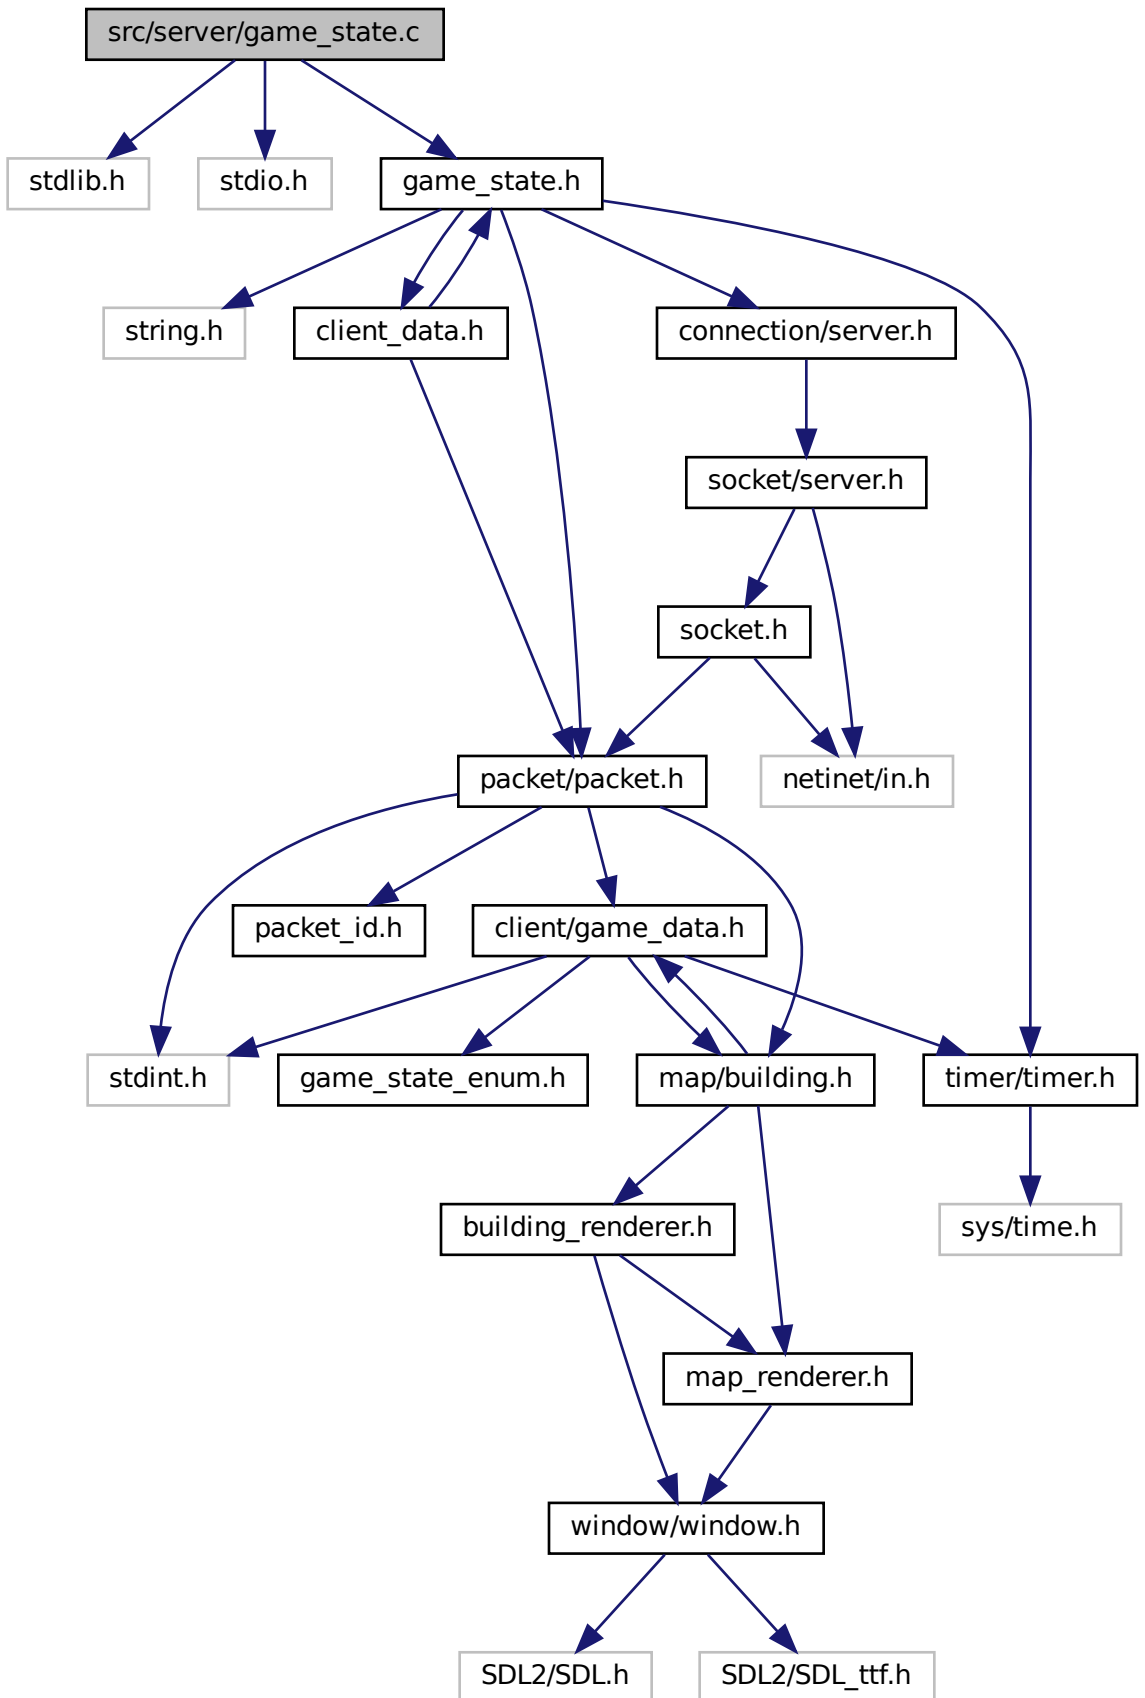 src/server/game_state.c
stdlib.h
stdio.h
game_state.h
string.h
client_data.h
connection/server.h
socket/server.h
socket.h
packet/packet.h
netinet/in.h
packet_id.h
client/game_data.h
stdint.h
game_state_enum.h
map/building.h
timer/timer.h
building_renderer.h
sys/time.h
map_renderer.h
window/window.h
SDL2/SDL.h
SDL2/SDL_ttf.h